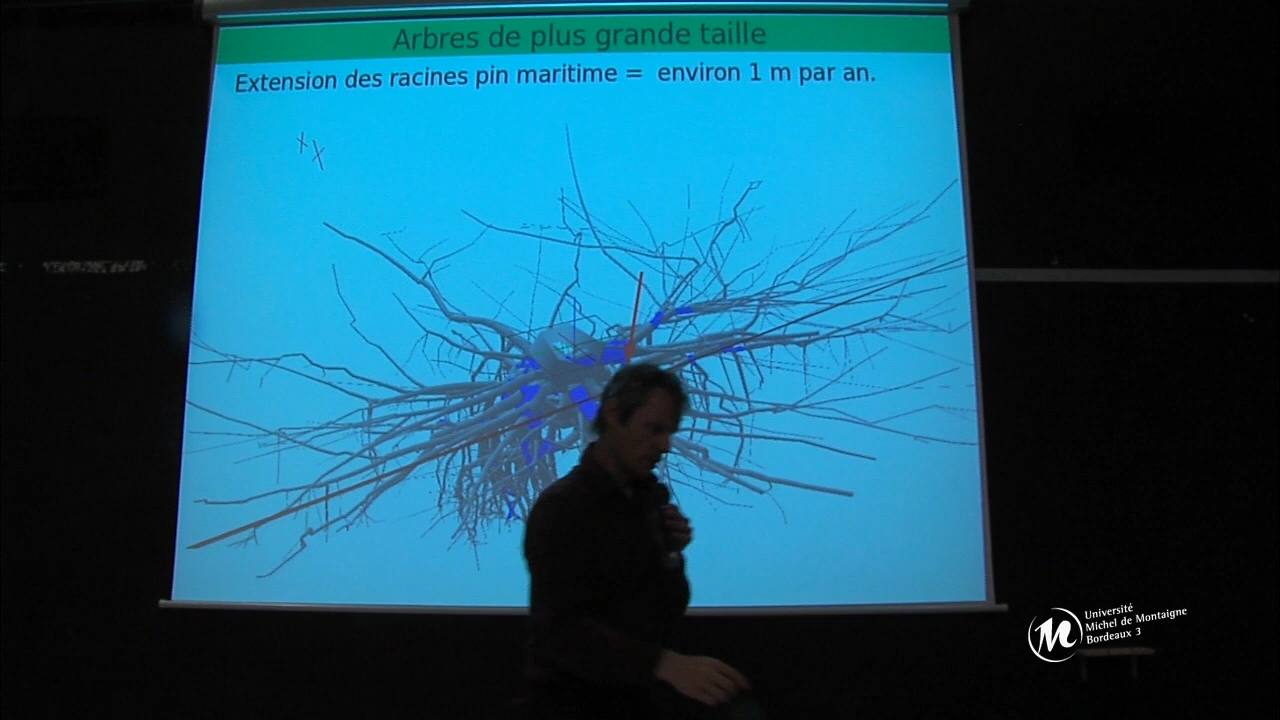 Arbres de plus grande taille
Extension des racines pin maritime = environ 1 m par an.
Université
Michel de Montaigne
Bordeaux 3